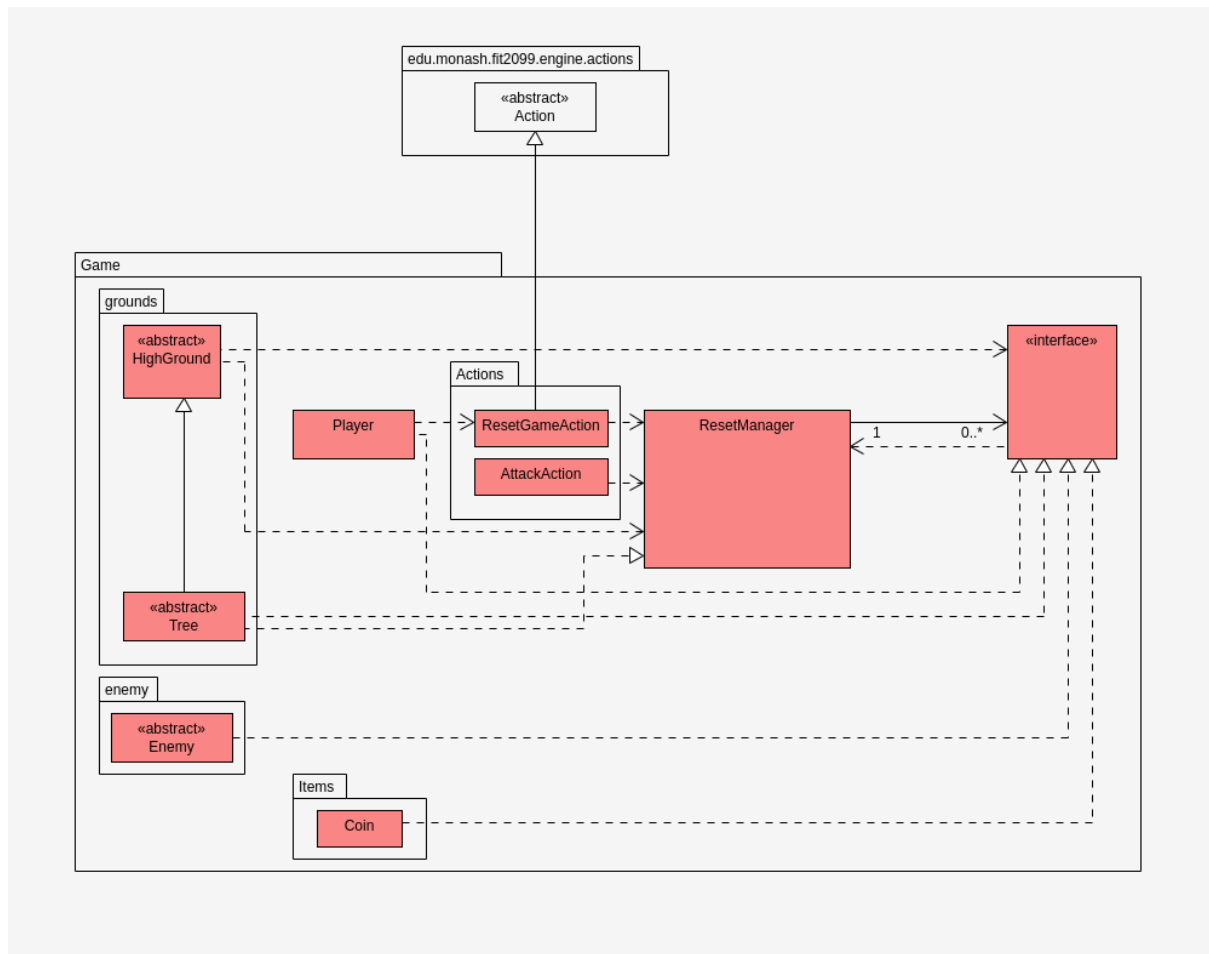 edu.monash.fit2099.engine.actions
«abstract»
Action
Game
grounds
«abstract»
HighGround
«interface»
Actions
Player
ResetGameAction
ResetManager
1
0..*
AttackAction
«abstract»
Tree
enemy
«abstract»
Enemy
Items
Coin